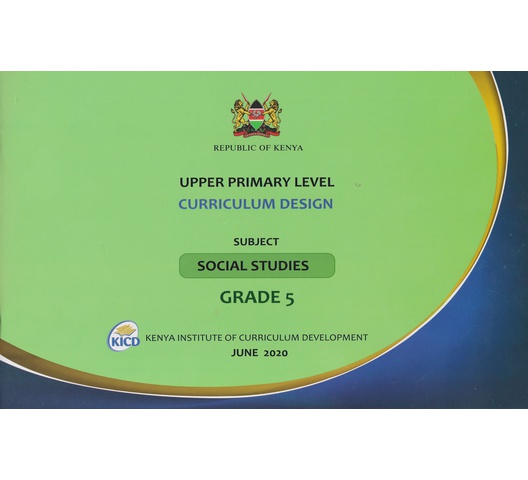 REPUBLIC OF KENYA
UPPER PRIMARY LEVEL
CURRICULUM DESIGN
SUBJECT
SOCIAL STUDIES
GRADE 5
KICD KENYA INSTITUTE OF CURRICULUM DEVELOPMENT
JUNE 2020